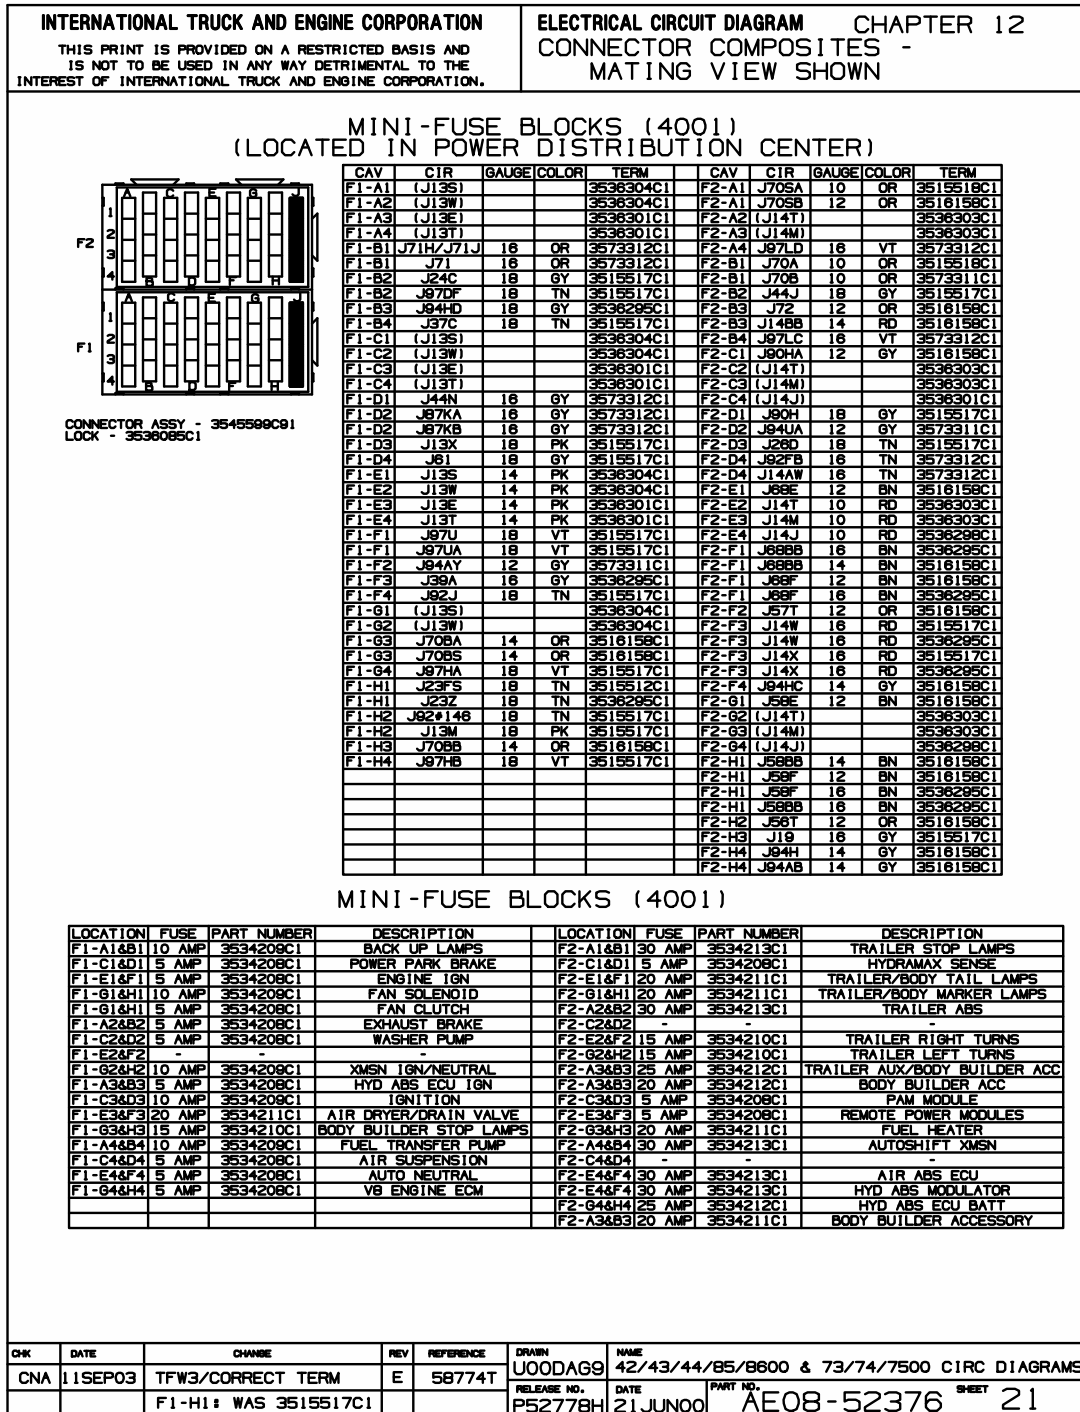 INTERNATIONAL TRUCK AND ENGINE CORPORATION
THIS PRINT IS PROVIDED ON A RESTRICTED BASIS AND
IS NOT TO BE USED IN ANY WAY DETRIMENTAL TO THE
INTEREST OF INTERNATIONAL TRUCK AND ENGINE CORPORATION.
ELECTRICAL CIRCUIT DIAGRAM CHAPTER 12
CONNECTOR COMPOSITES -
MATING VIEW SHOWN
MINI-FUSE BLOCKS (4001)
(LOCATED IN POWER DISTRIBUTION CENTER)
A C E G J
1
2
3
4
F2
B D F H
A C E G J
1
2
3
4
F1
B D F H
CONNECTOR ASSY - 3545599C91
LOCK - 3536085C1
CAV CIR GAUGE COLOR TERM CAV CIR GAUGE COLOR TERM
F1-A1 (J13S) 3536304C1 F2-A1 J70SA 10 OR 3515518C1
F1-A2 (J13W) 3536304C1 F2-A1 J70SB 12 OR 3516158C1
F1-A3 (J13E) 3536301C1 F2-A2 (J14T) 3536303C1
F1-A4 (J13T) 3536301C1 F2-A3 (J14M) 3536303C1
F1-B1 J71H/J71J 16 OR 3573312C1 F2-A4 J97LD 16 VT 3573312C1
F1-B1 J71 16 OR 3573312C1 F2-B1 J70A 10 OR 3515518C1
F1-B2 J24C 18 GY 3515517C1 F2-B1 J70B 10 OR 3573311C1
F1-B2 J97DF 18 TN 3515517C1 F2-B2 J44J 18 GY 3515517C1
F1-B3 J94HD 18 GY 3536295C1 F2-B3 J72 12 OR 3516158C1
F1-B4 J37C 18 TN 3515517C1 F2-B3 J14BB 14 RD 3516158C1
F1-C1 (J13S) 3536304C1 F2-B4 J97LC 16 VT 3573312C1
F1-C2 (J13W) 3536304C1 F2-C1 J90HA 12 GY 3516158C1
F1-C3 (J13E) 3536301C1 F2-C2 (J14T) 3536303C1
F1-C4 (J13T) 3536301C1 F2-C3 (J14M) 3536303C1
F1-D1 J44N 16 GY 3573312C1 F2-C4 (J14J) 3536301C1
F1-D2 J87KA 16 GY 3573312C1 F2-D1 J90H 18 GY 3515517C1
F1-D2 J87KB 16 GY 3573312C1 F2-D2 J94UA 12 GY 3573311C1
F1-D3 J13X 18 PK 3515517C1 F2-D3 J26D 18 TN 3515517C1
F1-D4 J61 18 GY 3515517C1 F2-D4 J92FB 16 TN 3573312C1
F1-E1 J13S 14 PK 3536304C1 F2-D4 J14AW 16 TN 3573312C1
F1-E2 J13W 14 PK 3536304C1 F2-E1 J68E 12 BN 3516158C1
F1-E3 J13E 14 PK 3536301C1 F2-E2 J14T 10 RD 3536303C1
F1-E4 J13T 14 PK 3536301C1 F2-E3 J14M 10 RD 3536303C1
F1-F1 J97U 18 VT 3515517C1 F2-E4 J14J 10 RD 3536298C1
F1-F1 J97UA 18 VT 3515517C1 F2-F1 J68BB 16 BN 3536295C1
F1-F2 J94AY 12 GY 3573311C1 F2-F1 J68BB 14 BN 3516158C1
F1-F3 J39A 16 GY 3536295C1 F2-F1 J68F 12 BN 3516158C1
F1-F4 J92J 18 TN 3515517C1 F2-F1 J68F 16 BN 3536295C1
F1-G1 (J13S) 3536304C1 F2-F2 J57T 12 OR 3516158C1
F1-G2 (J13W) 3536304C1 F2-F3 J14W 16 RD 3515517C1
F1-G3 J70BA 14 OR 3516158C1 F2-F3 J14W 16 RD 3536295C1
F1-G3 J70BS 14 OR 3516158C1 F2-F3 J14X 16 RD 3515517C1
F1-G4 J97HA 18 VT 3515517C1 F2-F3 J14X 16 RD 3536295C1
F1-H1 J23FS 18 TN 3515512C1 F2-F4 J94HC 14 GY 3516158C1
F1-H1 J23Z 18 TN 3536295C1 F2-G1 J58E 12 BN 3516158C1
F1-H2 J92#146 18 TN 3515517C1 F2-G2 (J14T) 3536303C1
F1-H2 J13M 18 PK 3515517C1 F2-G3 (J14M) 3536303C1
F1-H3 J70BB 14 OR 3516158C1 F2-G4 (J14J) 3536298C1
F1-H4 J97HB 18 VT 3515517C1 F2-H1 J58BB 14 BN 3516158C1
F2-H1 J58F 12 BN 3516158C1
F2-H1 J58F 16 BN 3536295C1
F2-H1 J58BB 16 BN 3536295C1
F2-H2 J56T 12 OR 3516158C1
F2-H3 J19 16 GY 3515517C1
F2-H4 J94H 14 GY 3516158C1
F2-H4 J94AB 14 GY 3516158C1
MINI-FUSE BLOCKS (4001)
LOCATION FUSE PART NUMBER DESCRIPTION LOCATION FUSE PART NUMBER DESCRIPTION
F1-A1&B1 10 AMP 3534209C1 BACK UP LAMPS F2-A1&B1 30 AMP 3534213C1 TRAILER STOP LAMPS
F1-C1&D1 5 AMP 3534208C1 POWER PARK BRAKE F2-C1&D1 5 AMP 3534208C1 HYDRAMAX SENSE
F1-E1&F1 5 AMP 3534208C1 ENGINE IGN F2-E1&F1 20 AMP 3534211C1 TRAILER/BODY TAIL LAMPS
F1-G1&H1 10 AMP 3534209C1 FAN SOLENOID F2-G1&H1 20 AMP 3534211C1 TRAILER/BODY MARKER LAMPS
F1-G1&H1 5 AMP 3534208C1 FAN CLUTCH F2-A2&B2 30 AMP 3534213C1 TRAILER ABS
F1-A2&B2 5 AMP 3534208C1 EXHAUST BRAKE F2-C2&D2 - - -
F1-C2&D2 5 AMP 3534208C1 WASHER PUMP F2-E2&F2 15 AMP 3534210C1 TRAILER RIGHT TURNS
F1-E2&F2 - - - F2-G2&H2 15 AMP 3534210C1 TRAILER LEFT TURNS
F1-G2&H2 10 AMP 3534209C1 XMSN IGN/NEUTRAL F2-A3&B3 25 AMP 3534212C1 TRAILER AUX/BODY BUILDER ACC
F1-A3&B3 5 AMP 3534208C1 HYD ABS ECU IGN F2-A3&B3 20 AMP 3534212C1 BODY BUILDER ACC
F1-C3&D3 10 AMP 3534209C1 IGNITION F2-C3&D3 5 AMP 3534208C1 PAM MODULE
F1-E3&F3 20 AMP 3534211C1 AIR DRYER/DRAIN VALVE F2-E3&F3 5 AMP 3534208C1 REMOTE POWER MODULES
F1-G3&H3 15 AMP 3534210C1 BODY BUILDER STOP LAMPS F2-G3&H3 20 AMP 3534211C1 FUEL HEATER
F1-A4&B4 10 AMP 3534209C1 FUEL TRANSFER PUMP F2-A4&B4 30 AMP 3534213C1 AUTOSHIFT XMSN
F1-C4&D4 5 AMP 3534208C1 AIR SUSPENSION F2-C4&D4 - - -
F1-E4&F4 5 AMP 3534208C1 AUTO NEUTRAL F2-E4&F4 30 AMP 3534213C1 AIR ABS ECU
F1-G4&H4 5 AMP 3534208C1 V8 ENGINE ECM F2-E4&F4 30 AMP 3534213C1 HYD ABS MODULATOR
F2-G4&H4 25 AMP 3534212C1 HYD ABS ECU BATT
F2-A3&B3 20 AMP 3534211C1 BODY BUILDER ACCESSORY
CHK DATE CHANGE REV REFERENCE DRAWN NAME
CNA 11SEP03 TFW3/CORRECT TERM E 58774T U00DAG9 42/43/44/85/8600 & 73/74/7500 CIRC DIAGRAMS
F1-H1: WAS 3515517C1 RELEASE NO. P52778H DATE 21JUN00 PART NO. AE08-52376 SHEET 21